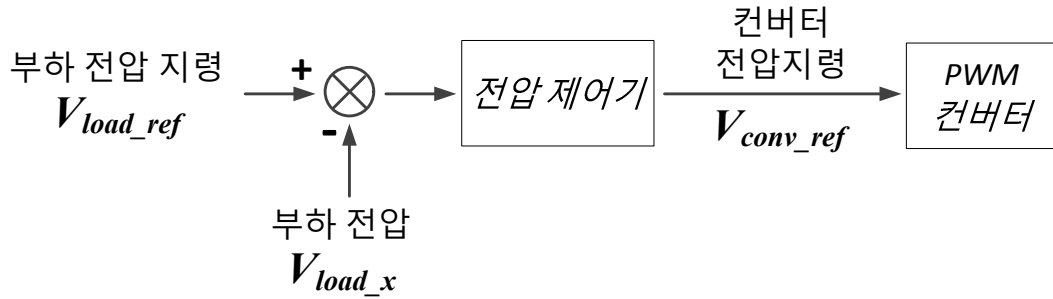 부하 전압 지령
V_load_ref
+
-
부하 전압
V_load_x
전압 제어기
컨버터
전압지령
V_conv_ref
PWM
컨버터